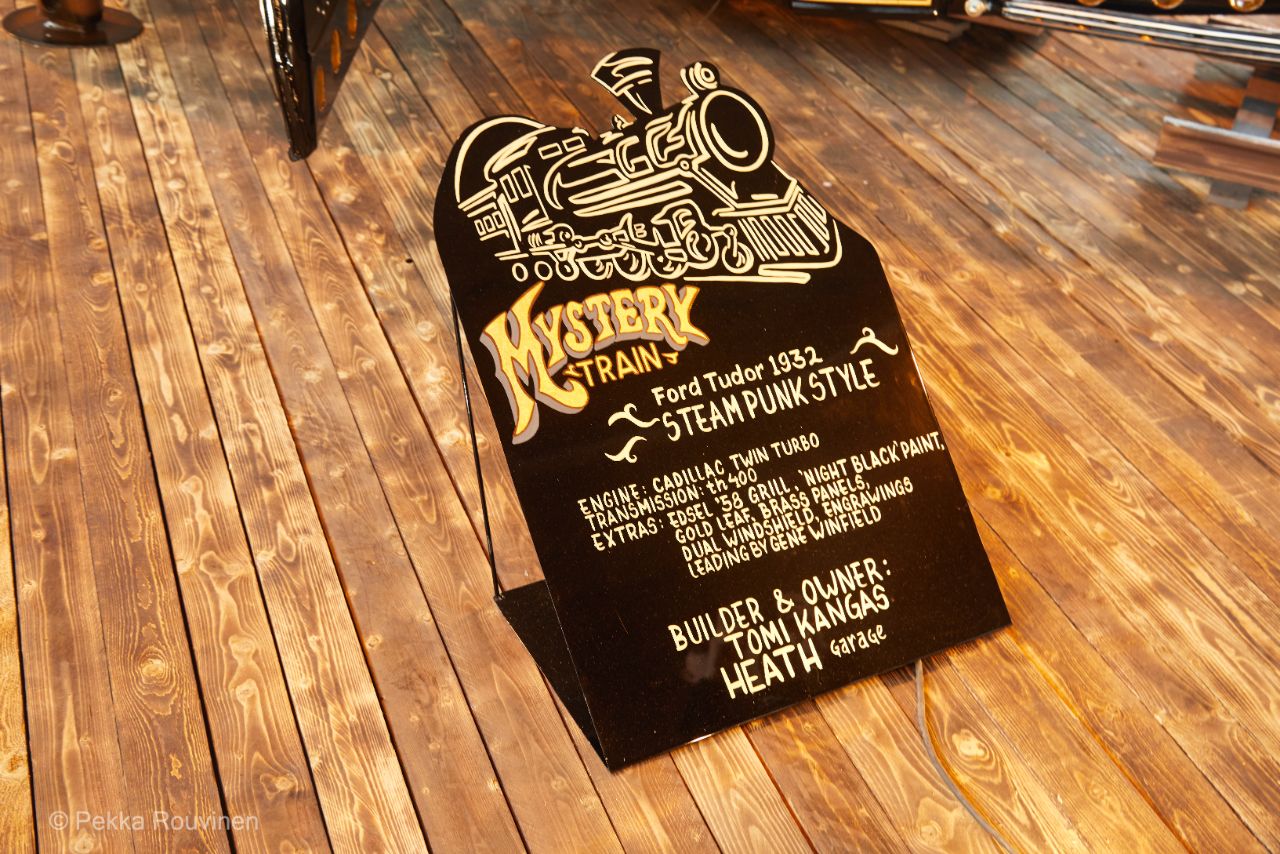 MYSTERY
TRAIN
Ford Tudor 1932
STEAM PUNK STYLE
ENGINE: CADILLAC TWIN TURBO
TRANSMISSION: th400
EXTRAS: EDSEL '58 GRILL, 'NIGHT BLACK' PAINT,
GOLD LEAF, BRASS PANELS,
DUAL WINDSHIELD, ENGRAWINGS
LEADING BY GENE WINFIELD
BUILDER & OWNER:
TOMI KANGAS
HEATH Garage
© Pekka Rouvinen